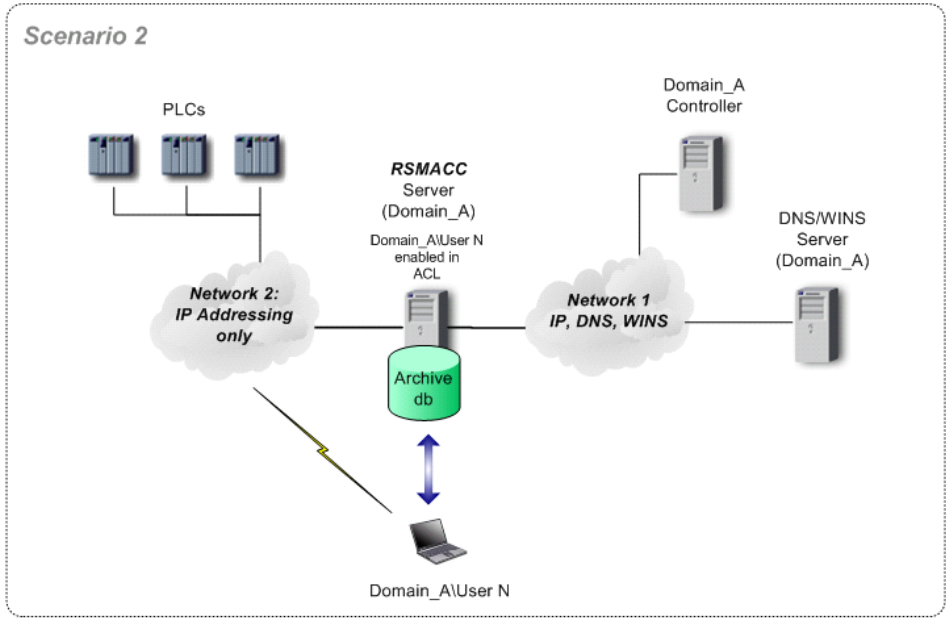 Scenario 2
PLCs
Domain_A
Controller
RSMACC
Server
(Domain_A)
Domain_A\User N
enabled in
ACL
DNS/WINS
Server
(Domain_A)
Network 2:
IP Addressing
only
Network 1
IP, DNS, WINS
Archive
db
Domain_A\User N